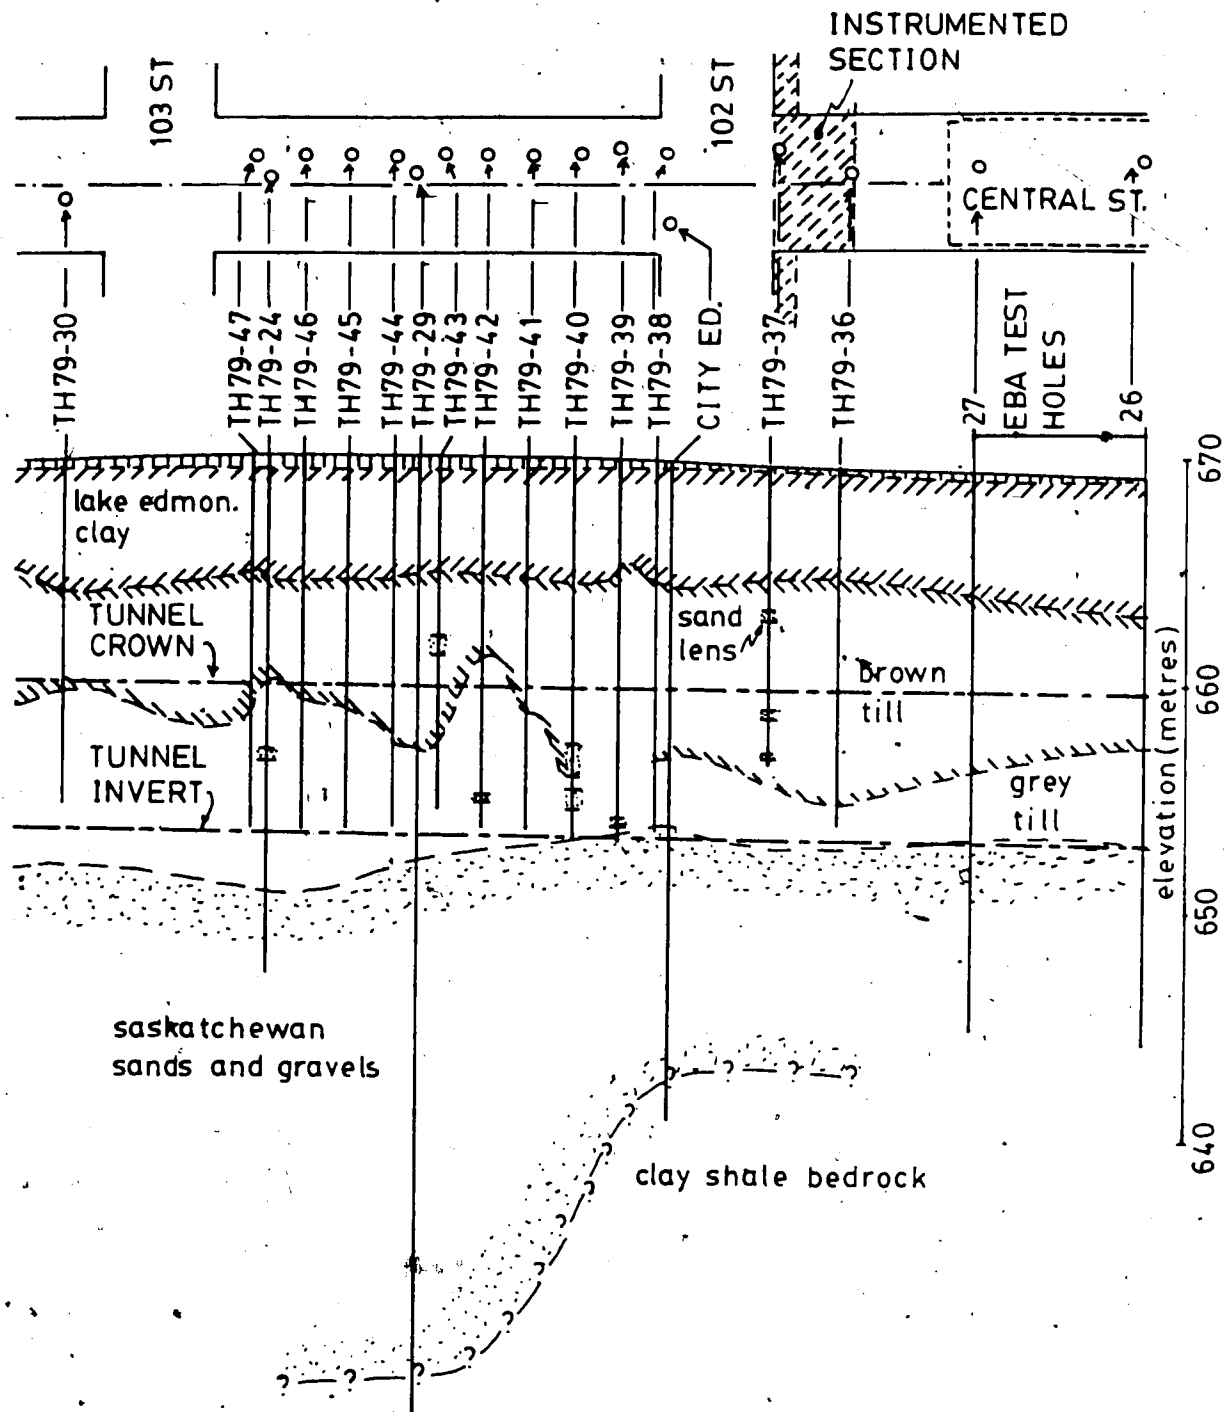 INSTRUMENTED
SECTION
103 ST
102 ST
CENTRAL ST.
TH79-30
TH79-47
TH79-24
TH79-46
TH79-45
TH79-44
TH79-29
TH79-43
TH79-42
TH79-41
TH79-40
TH79-39
TH79-38
CITY ED.
TH79-37
TH79-36
27
EBA TEST
HOLES
26
670
lake edmon.
clay
TUNNEL
CROWN
sand
lens
brown
till
660
TUNNEL
INVERT
grey
till
elevation (metres)
650
saskatchewan
sands and gravels
640
clay shale bedrock
? ? ? ?
? ? ? ? ? ? ? ? ? ? ?